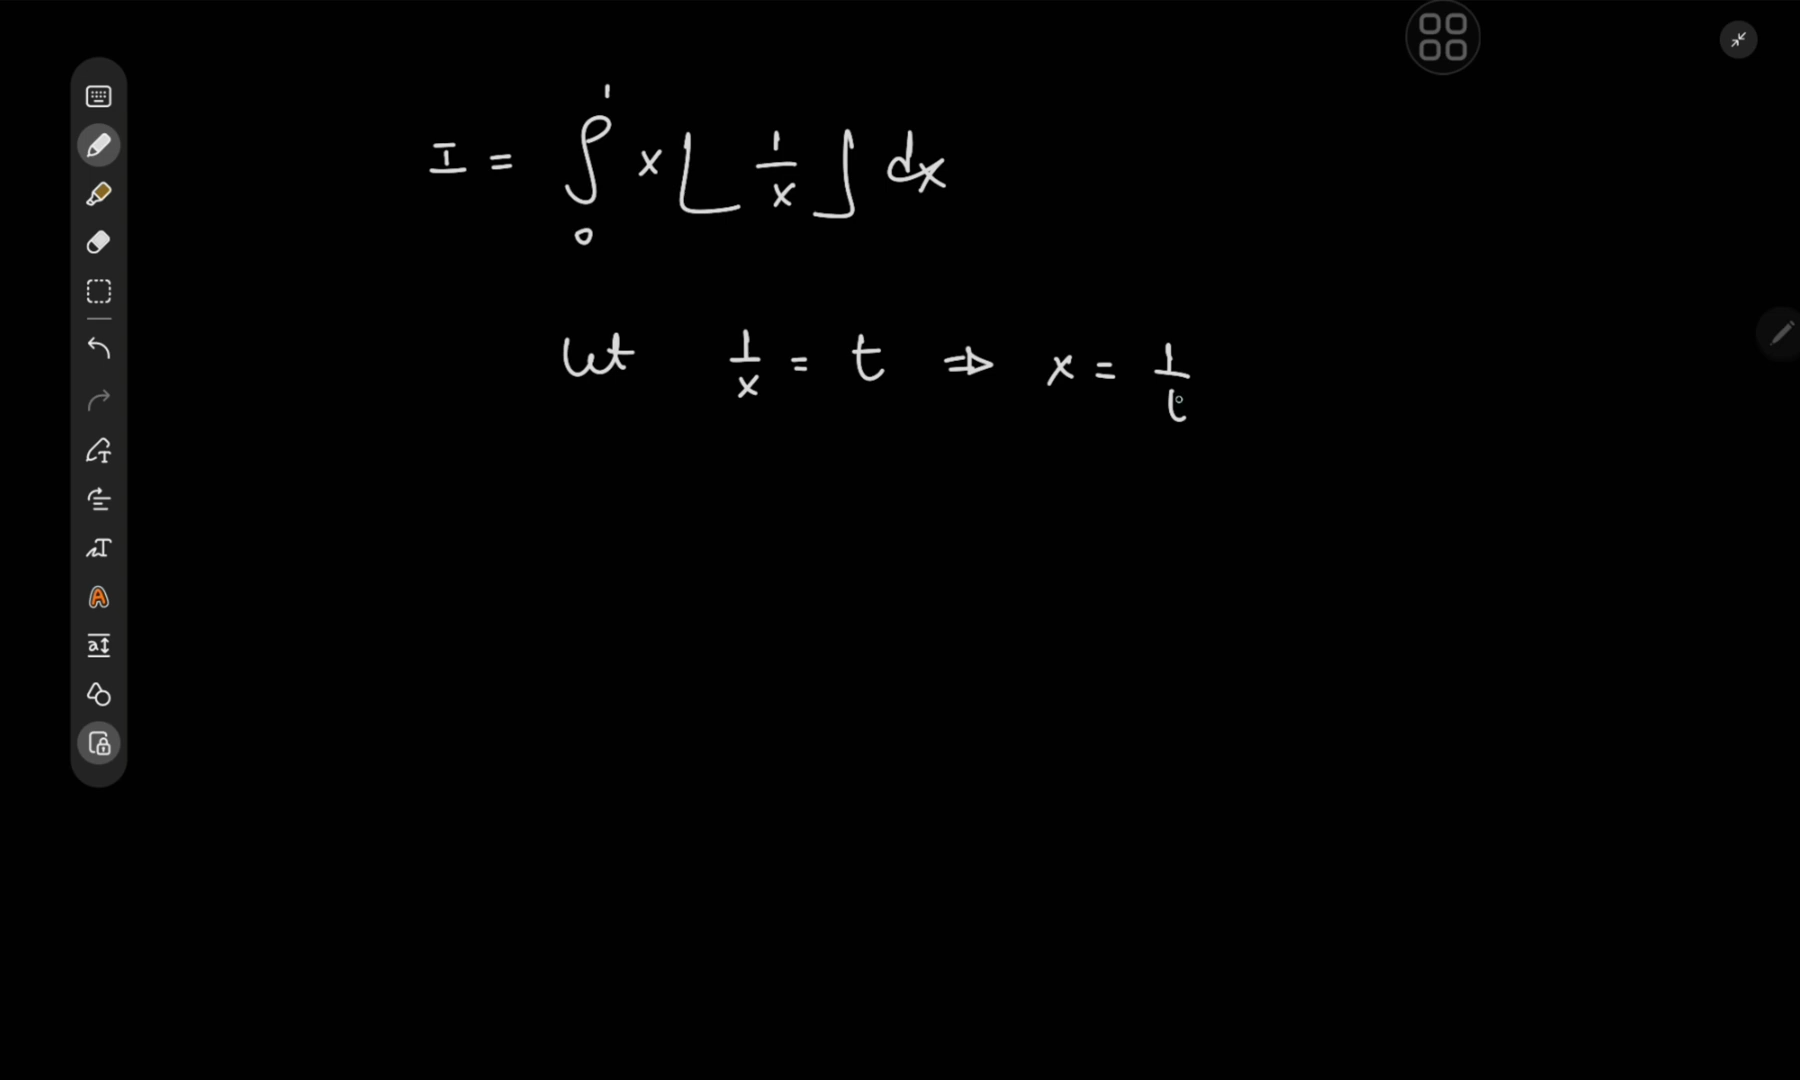 I = ∫₀¹ x ⌊ 1/x ⌋ dx
let 1/x = t ⇒ x = 1/t